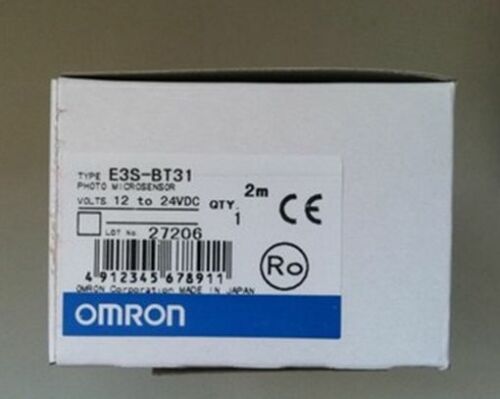 TYPE E3S-BT31
PHOTO MICROSENSOR
2m
VOLTS 12 to 24VDC QTY.
1
CE
LOT No. 27206
Ro
4 912345 678911
OMRON Corporation MADE IN JAPAN
OMRON